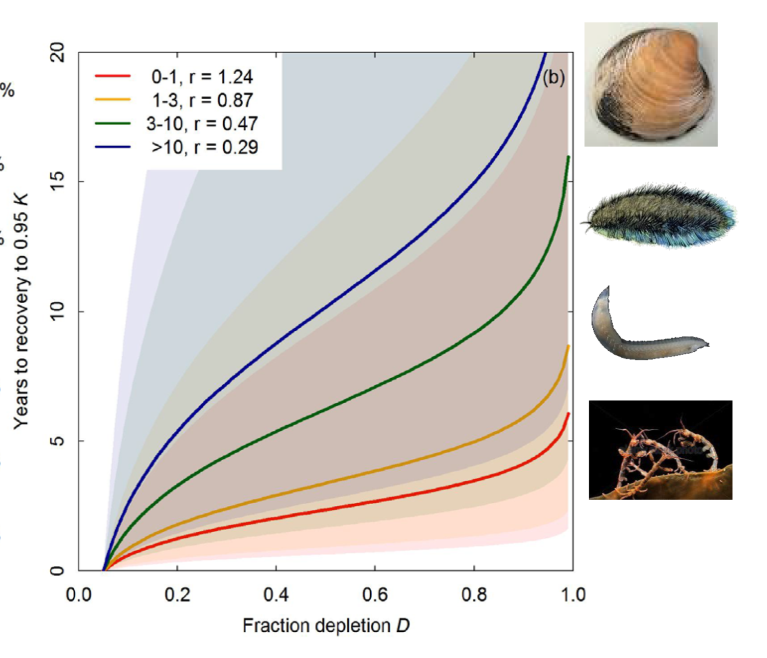 20
(b)
0-1, r = 1.24
%
1-3, r = 0.87
3-10, r = 0.47
>10, r = 0.29
15
Years to recovery to 0.95 K
10
5
0
0.0 0.2 0.4 0.6 0.8 1.0
Fraction depletion D